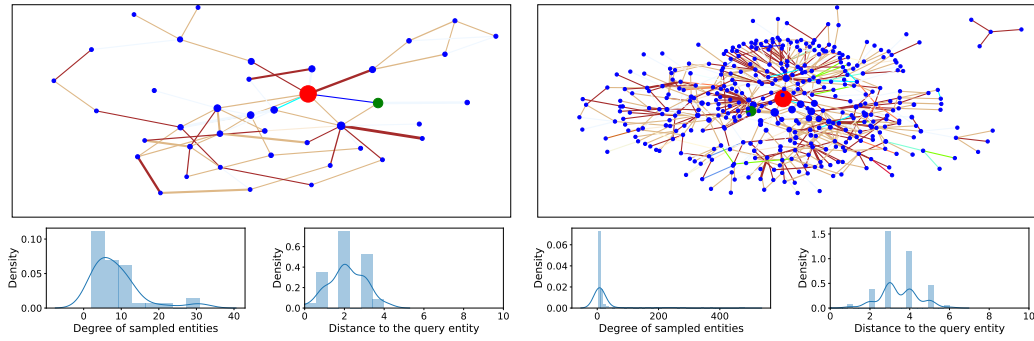 0.10
0.05
0.00
Density
0 10 20 30 40
Degree of sampled entities
0.6
0.4
0.2
0.0
Density
0 2 4 6 8 10
Distance to the query entity
0.06
0.04
0.02
0.00
Density
0 200 400
Degree of sampled entities
1.5
1.0
0.5
0.0
Density
0 2 4 6 8 10
Distance to the query entity